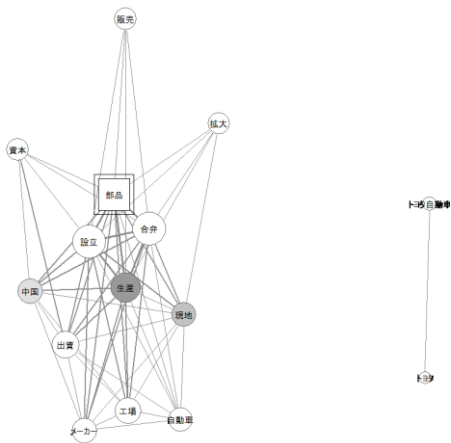 販売
拡大
資本
部品
トヨタ自動車
合弁
設立
生産
中国
現地
出資
トヨタ
工場
自動車
メーカー